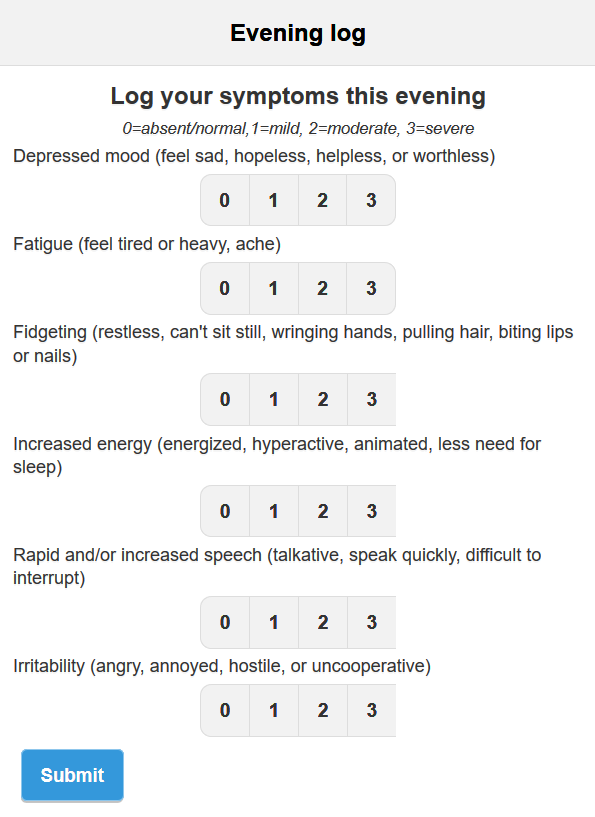 Evening log
Log your symptoms this evening
0=absent/normal,1=mild, 2=moderate, 3=severe
Depressed mood (feel sad, hopeless, helpless, or worthless)
0 1 2 3
Fatigue (feel tired or heavy, ache)
0 1 2 3
Fidgeting (restless, can't sit still, wringing hands, pulling hair, biting lips
or nails)
0 1 2 3
Increased energy (energized, hyperactive, animated, less need for
sleep)
0 1 2 3
Rapid and/or increased speech (talkative, speak quickly, difficult to
interrupt)
0 1 2 3
Irritability (angry, annoyed, hostile, or uncooperative)
0 1 2 3
Submit